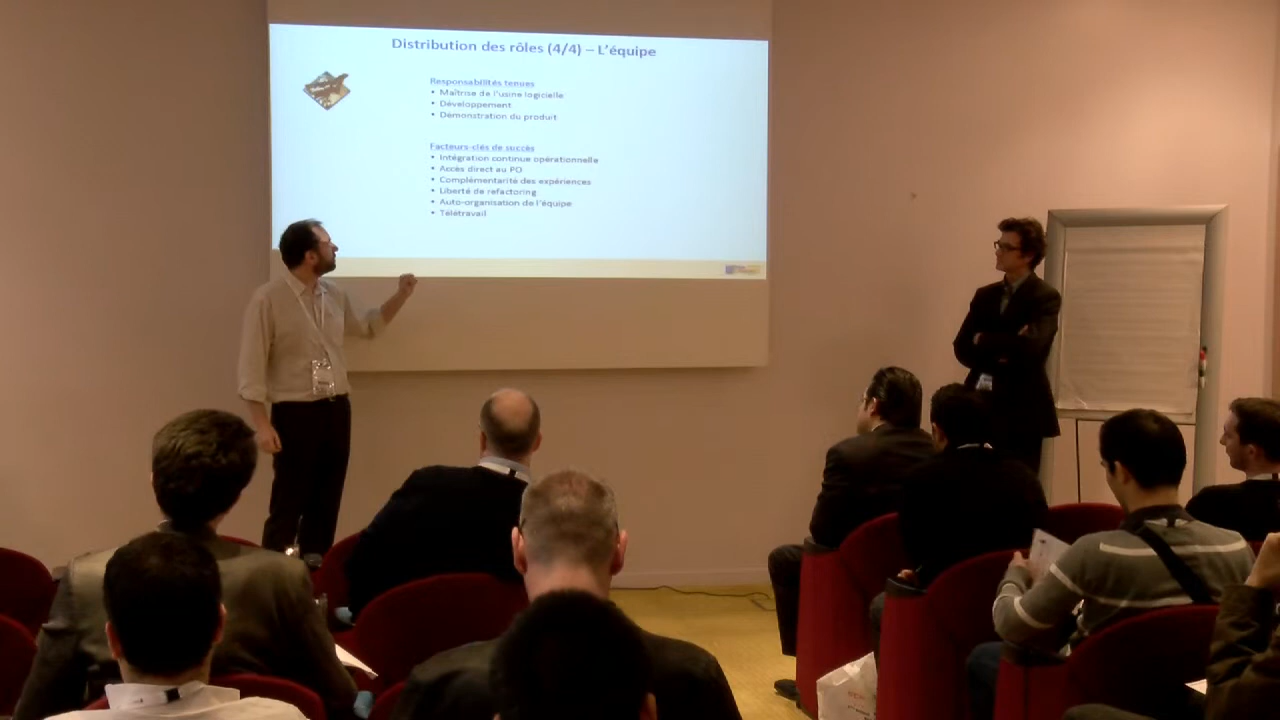 Distribution des rôles (4/4) – L'équipe
Responsabilités tenues
• Maîtrise de l'usine logicielle
• Développement
• Démonstration du produit
Facteurs-clés de succès
• Intégration continue opérationnelle
• Accès direct au PO
• Complémentarité des expériences
• Liberté de refactoring
• Auto-organisation de l'équipe
• Télétravail